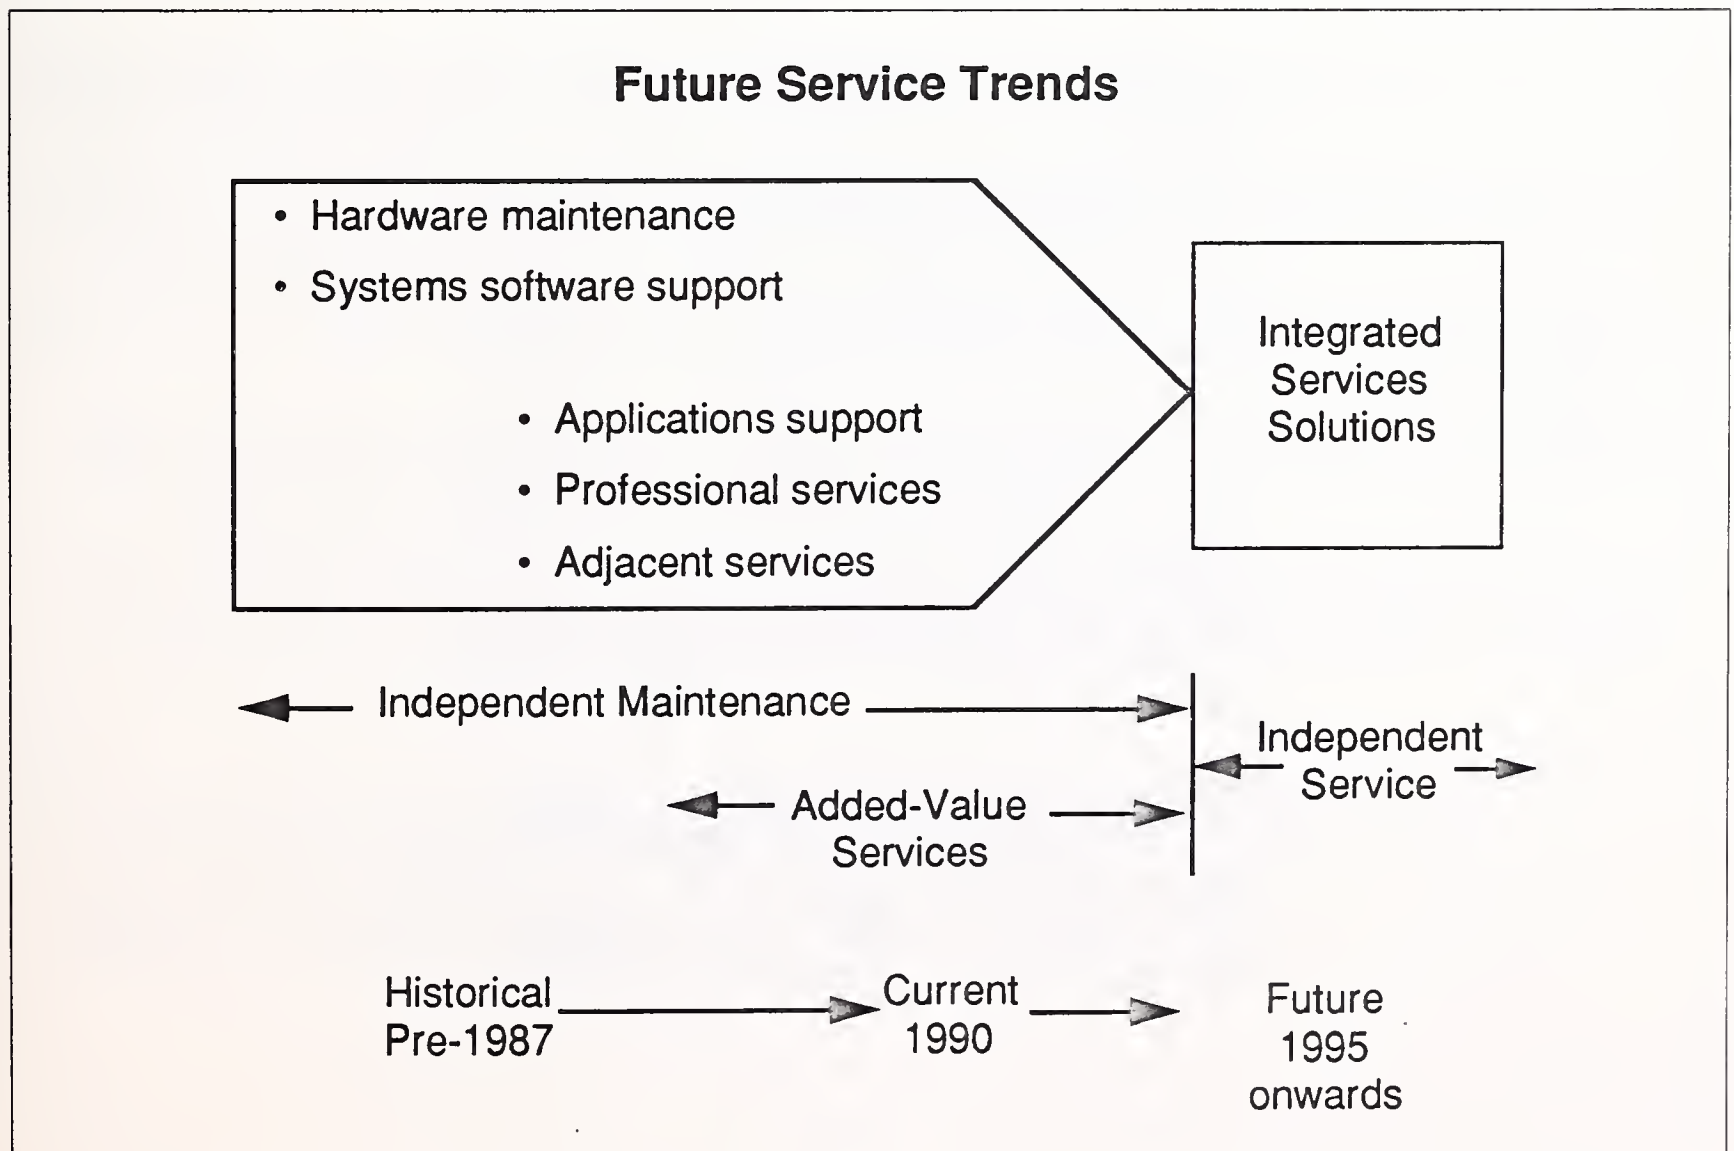 Future Service Trends
• Hardware maintenance
• Systems software support
• Applications support
• Professional services
• Adjacent services
Integrated
Services
Solutions
Independent Maintenance
Independent
Service
Added-Value
Services
Historical
Pre-1987
Current
1990
Future
1995
onwards